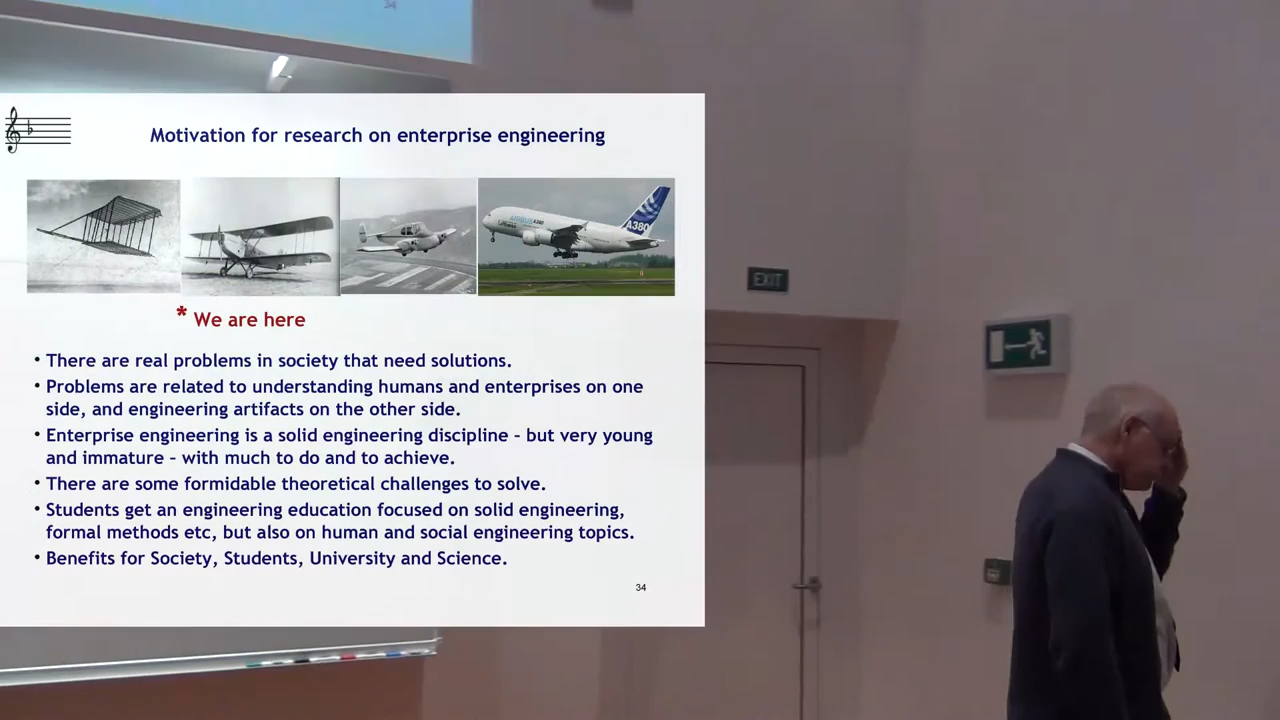 34
Motivation for research on enterprise engineering
AIRBUS A380
A380
* We are here
• There are real problems in society that need solutions.
• Problems are related to understanding humans and enterprises on one
side, and engineering artifacts on the other side.
• Enterprise engineering is a solid engineering discipline – but very young
and immature – with much to do and to achieve.
• There are some formidable theoretical challenges to solve.
• Students get an engineering education focused on solid engineering,
formal methods etc, but also on human and social engineering topics.
• Benefits for Society, Students, University and Science.
34
EXIT